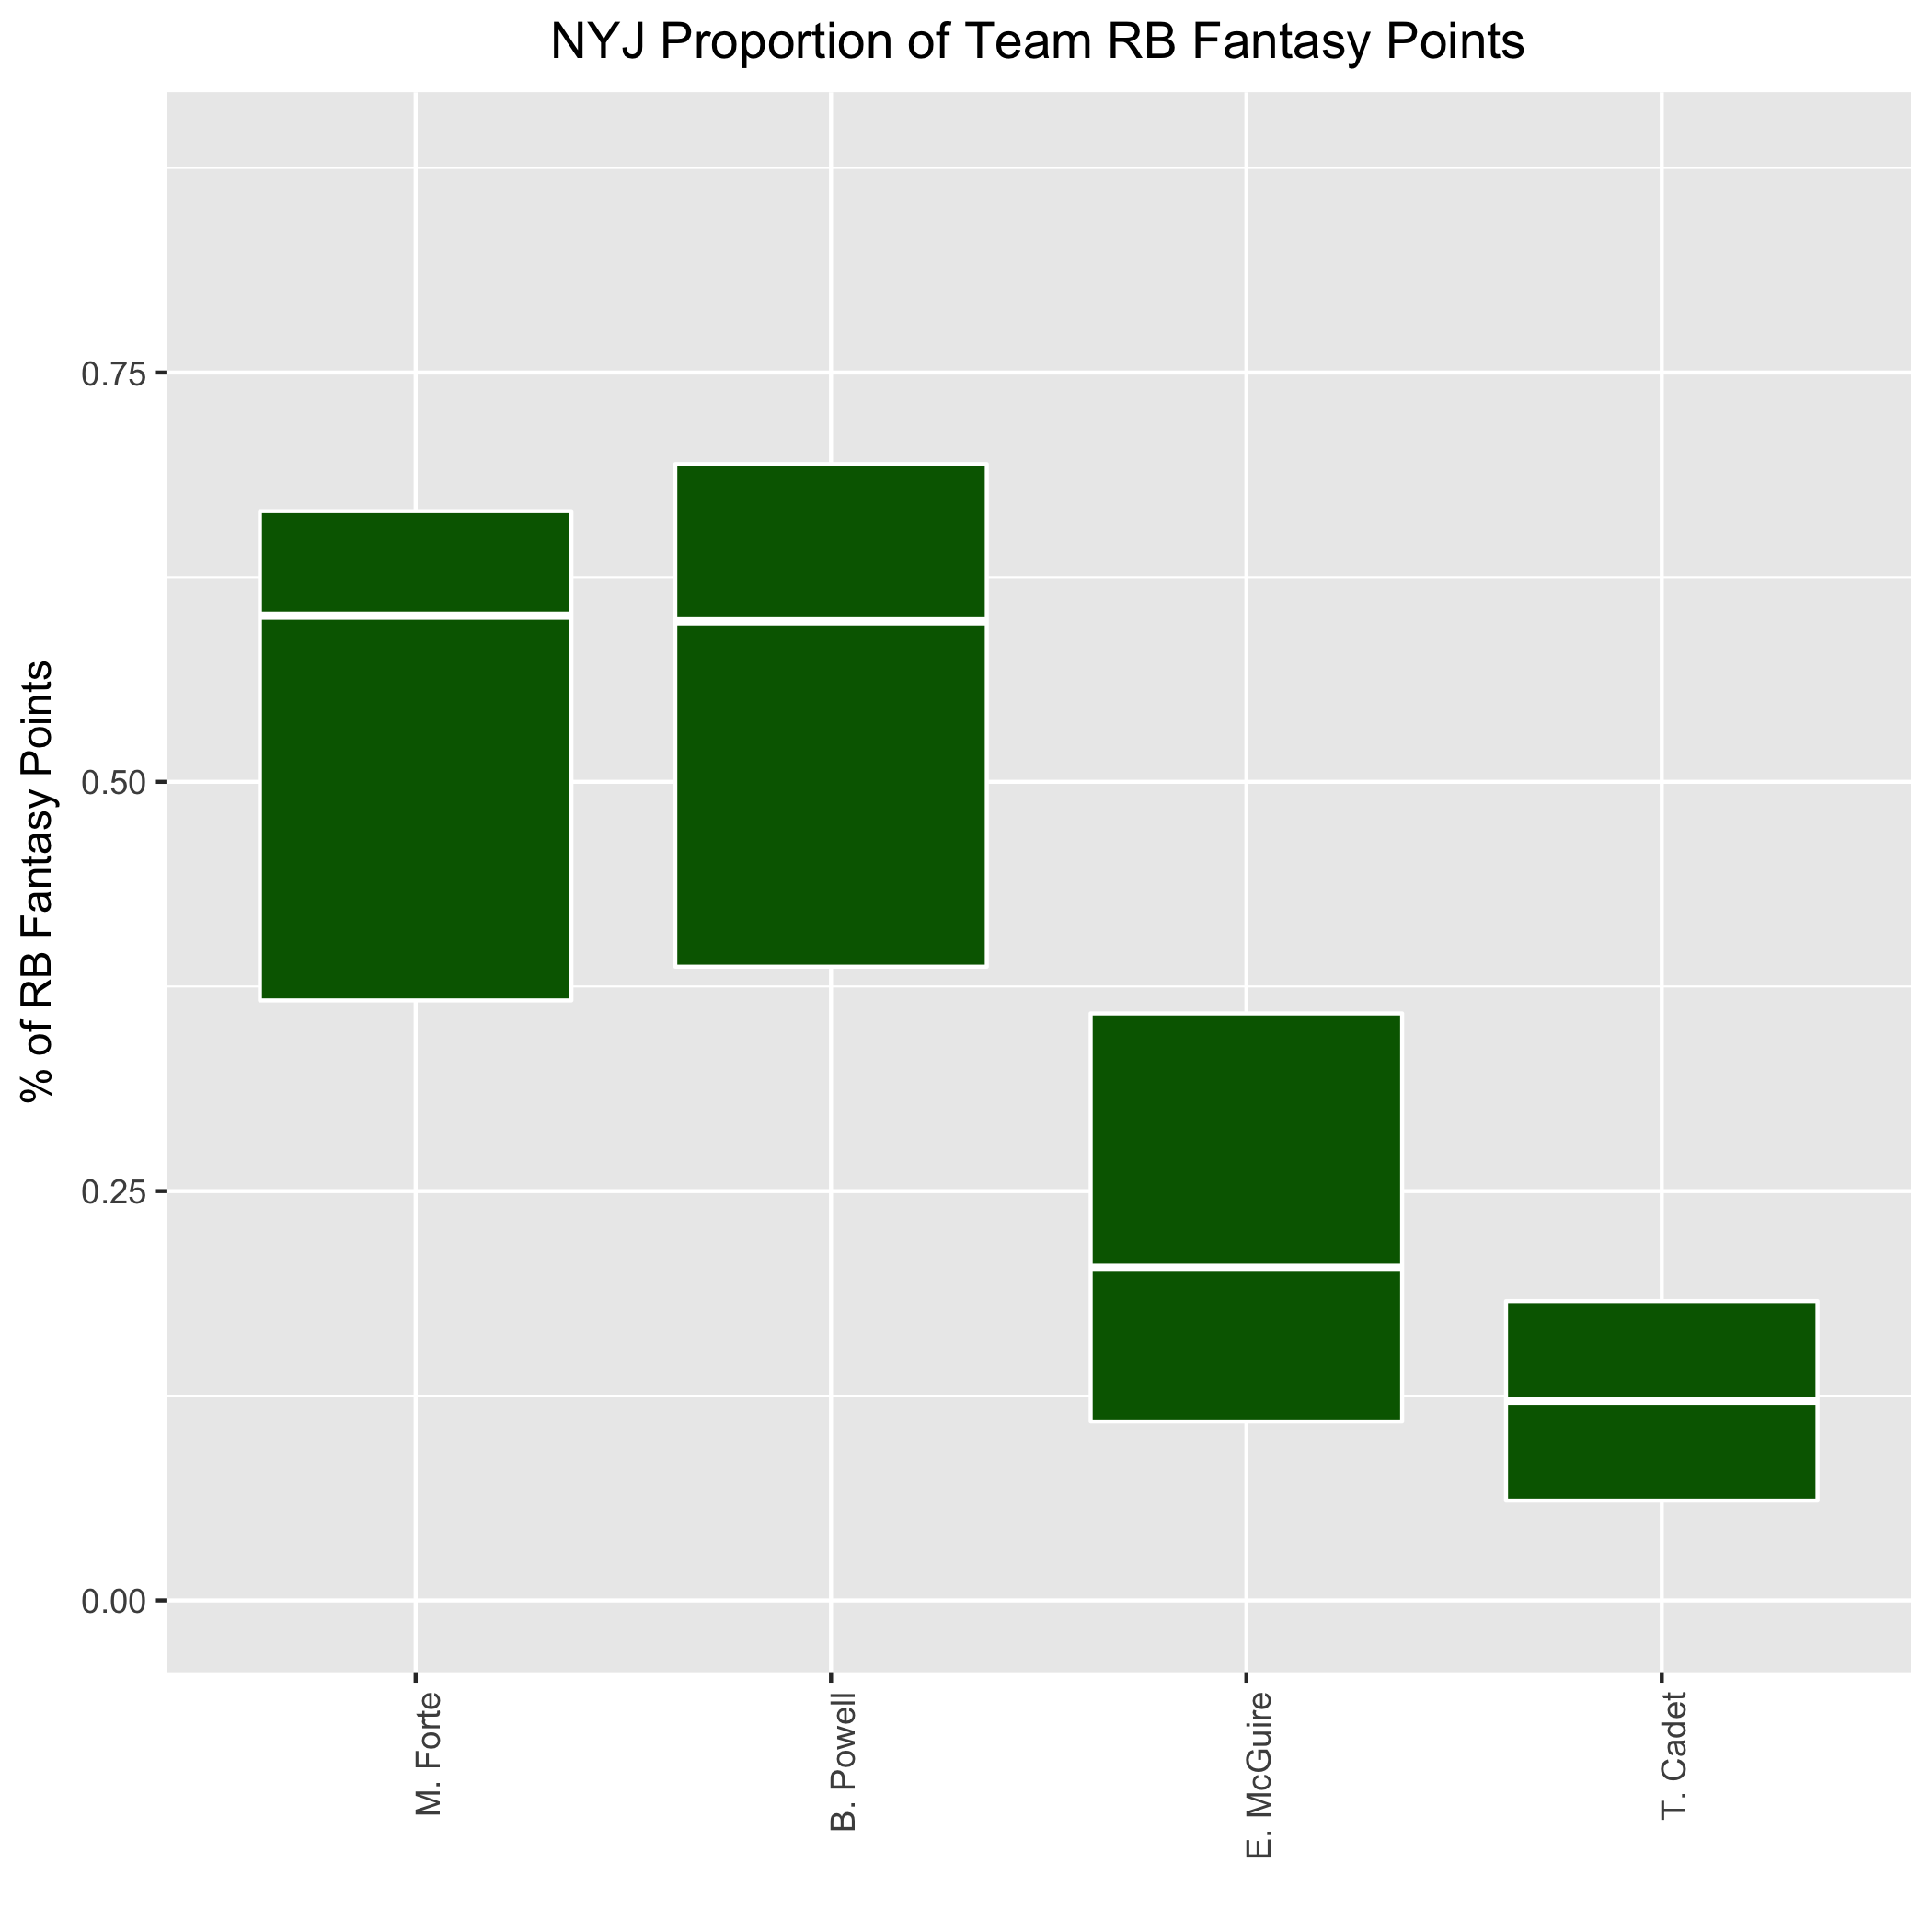 NYJ Proportion of Team RB Fantasy Points
% of RB Fantasy Points
0.75
0.50
0.25
0.00
M. Forte
B. Powell
E. McGuire
T. Cadet